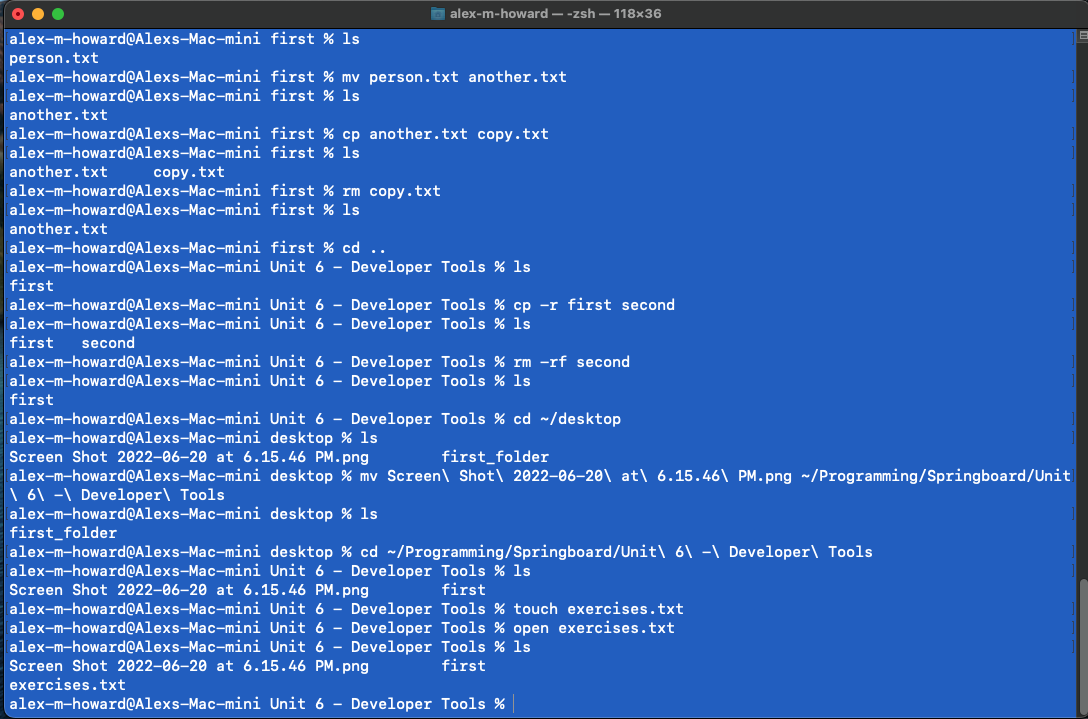 alex-m-howard — -zsh — 118×36
alex-m-howard@Alexs-Mac-mini first % ls
person.txt
alex-m-howard@Alexs-Mac-mini first % mv person.txt another.txt
alex-m-howard@Alexs-Mac-mini first % ls
another.txt
alex-m-howard@Alexs-Mac-mini first % cp another.txt copy.txt
alex-m-howard@Alexs-Mac-mini first % ls
another.txt     copy.txt
alex-m-howard@Alexs-Mac-mini first % rm copy.txt
alex-m-howard@Alexs-Mac-mini first % ls
another.txt
alex-m-howard@Alexs-Mac-mini first % cd ..
alex-m-howard@Alexs-Mac-mini Unit 6 - Developer Tools % ls
first
alex-m-howard@Alexs-Mac-mini Unit 6 - Developer Tools % cp -r first second
alex-m-howard@Alexs-Mac-mini Unit 6 - Developer Tools % ls
first   second
alex-m-howard@Alexs-Mac-mini Unit 6 - Developer Tools % rm -rf second
alex-m-howard@Alexs-Mac-mini Unit 6 - Developer Tools % ls
first
alex-m-howard@Alexs-Mac-mini Unit 6 - Developer Tools % cd ~/desktop
alex-m-howard@Alexs-Mac-mini desktop % ls
Screen Shot 2022-06-20 at 6.15.46 PM.png        first_folder
alex-m-howard@Alexs-Mac-mini desktop % mv Screen\ Shot\ 2022-06-20\ at\ 6.15.46\ PM.png ~/Programming/Springboard/Unit
\ 6\ -\ Developer\ Tools
alex-m-howard@Alexs-Mac-mini desktop % ls
first_folder
alex-m-howard@Alexs-Mac-mini desktop % cd ~/Programming/Springboard/Unit\ 6\ -\ Developer\ Tools
alex-m-howard@Alexs-Mac-mini Unit 6 - Developer Tools % ls
Screen Shot 2022-06-20 at 6.15.46 PM.png        first
alex-m-howard@Alexs-Mac-mini Unit 6 - Developer Tools % touch exercises.txt
alex-m-howard@Alexs-Mac-mini Unit 6 - Developer Tools % open exercises.txt
alex-m-howard@Alexs-Mac-mini Unit 6 - Developer Tools % ls
Screen Shot 2022-06-20 at 6.15.46 PM.png        first
exercises.txt
alex-m-howard@Alexs-Mac-mini Unit 6 - Developer Tools %